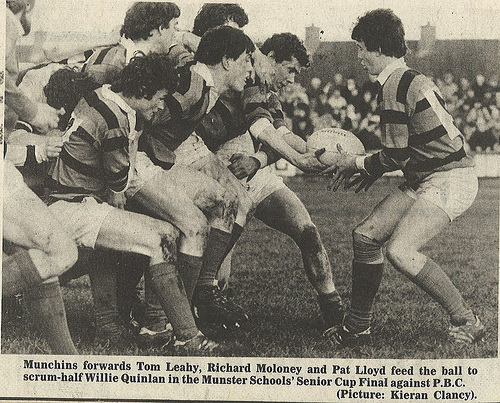 Munchins forwards Tom Leahy, Richard Moloney and Pat Lloyd feed the ball to
scrum-half Willie Quinlan in the Munster Schools' Senior Cup Final against P.B.C.
(Picture: Kieran Clancy).